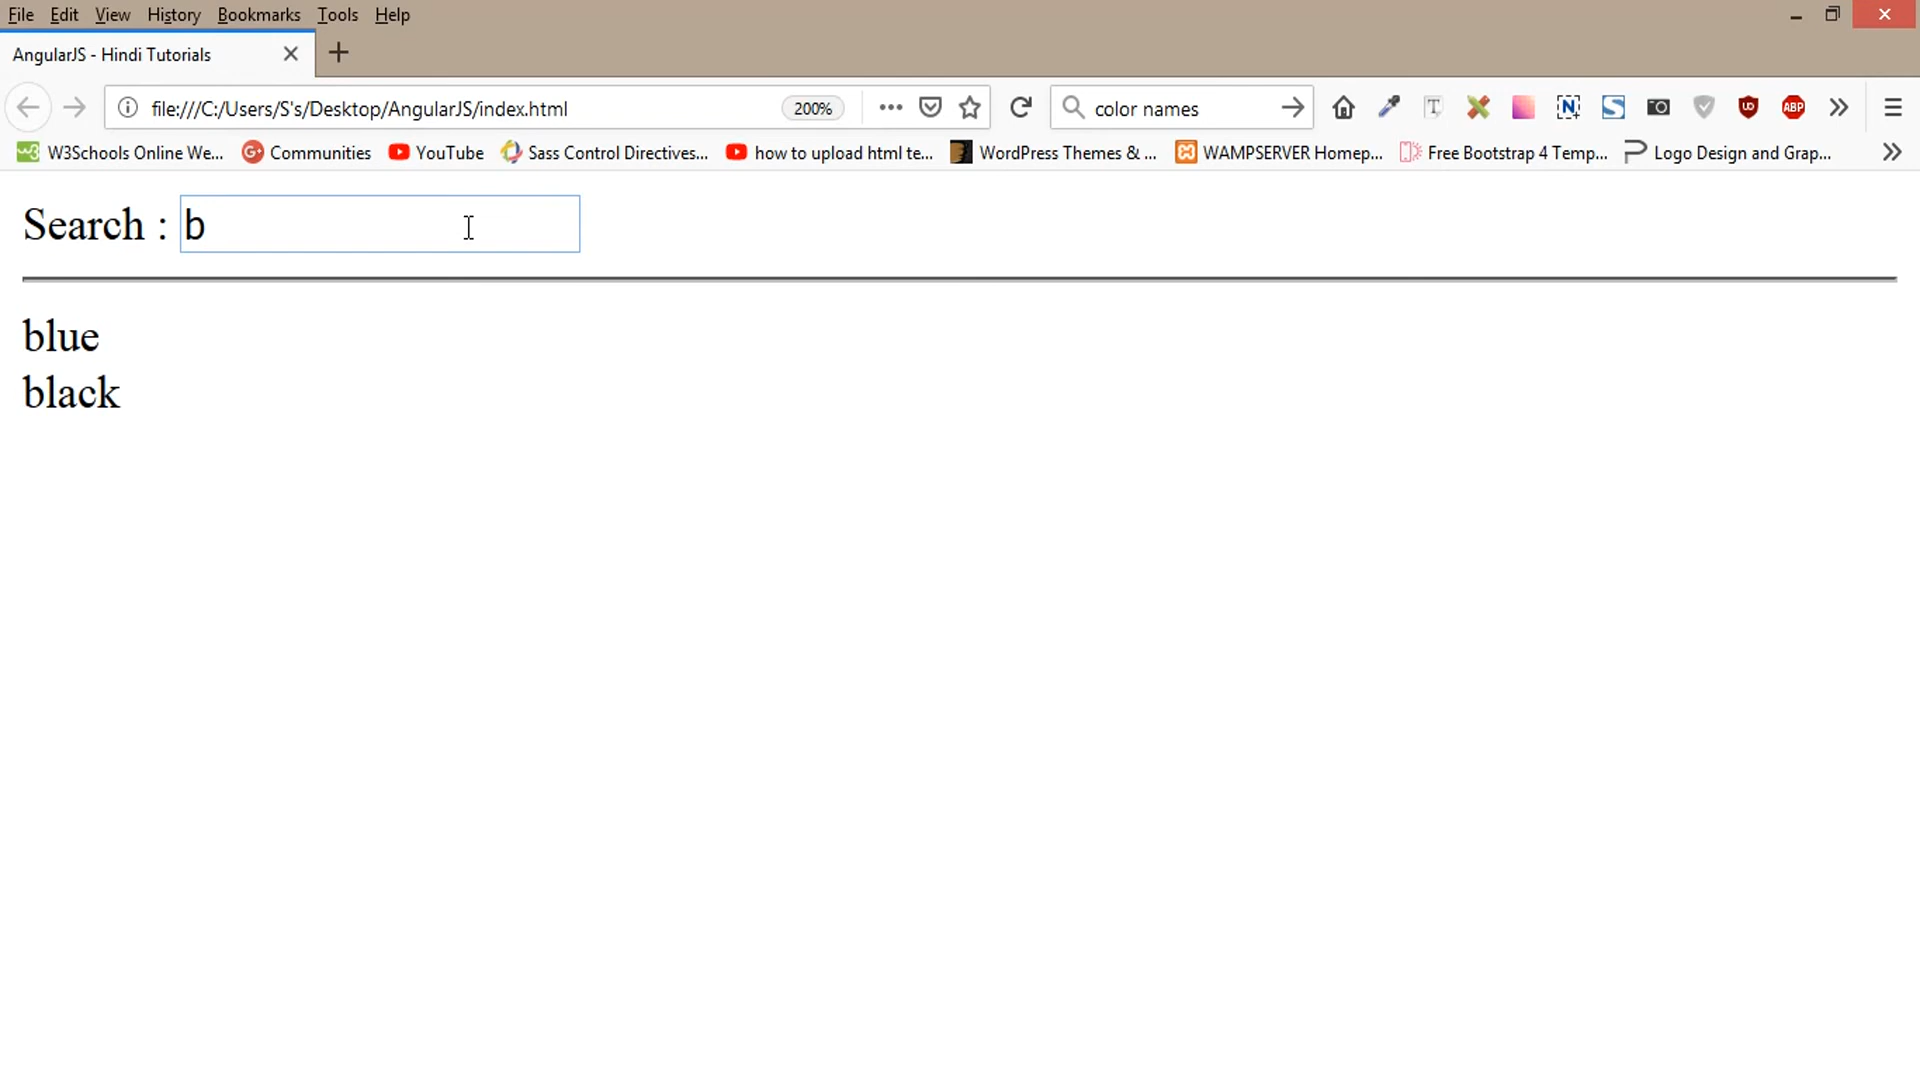 File Edit View History Bookmarks Tools Help
AngularJS - Hindi Tutorials
file:///C:/Users/S's/Desktop/AngularJS/index.html 200% color names
W3Schools Online We... Communities YouTube Sass Control Directives... how to upload html te... WordPress Themes & ... WAMPSERVER Homep... Free Bootstrap 4 Temp... Logo Design and Grap...
Search : b
blue
black